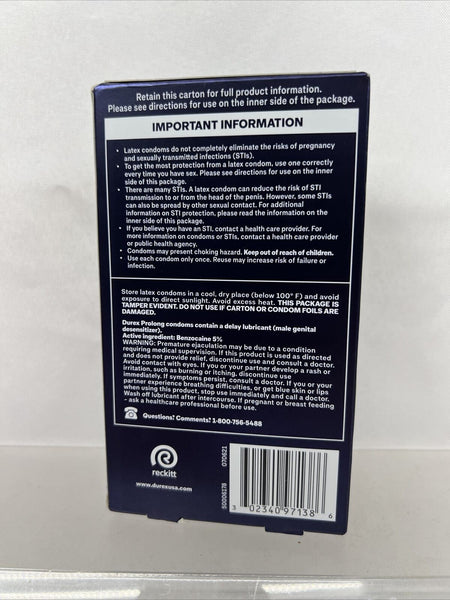 Retain this carton for full product information.
Please see directions for use on the inner side of the package.
IMPORTANT INFORMATION
• Latex condoms do not completely eliminate the risks of pregnancy
and sexually transmitted infections (STIs).
• To get the most protection from a latex condom, use one correctly
every time you have sex. Please see directions for use on the inner
side of this package.
• There are many STIs. A latex condom can reduce the risk of STI
transmission to or from the head of the penis. However, some STIs
can also be spread by other sexual contact. For additional
information on STI protection, please read the information on the
inner side of this package.
• If you believe you have an STI, contact a health care provider. For
more information on condoms or STIs, contact a health care provider
or public health agency.
• Condoms may present choking hazard. Keep out of reach of children.
• Use each condom only once. Reuse may increase risk of failure or
infection.
Store latex condoms in a cool, dry place (below 100° F) and avoid
exposure to direct sunlight. Avoid excess heat. THIS PACKAGE IS
TAMPER EVIDENT. DO NOT USE IF CARTON OR CONDOM FOILS ARE
DAMAGED.
Durex Prolong condoms contain a delay lubricant (male genital
desensitizer).
Active ingredient: Benzocaine 5%
WARNING: Premature ejaculation may be due to a condition
requiring medical supervision. If this product is used as directed
and does not provide relief, discontinue use and consult a doctor.
Avoid contact with eyes. If you or your partner develop a rash or
irritation, such as burning or itching, discontinue use
immediately. If symptoms persist, consult a doctor. If you or your
partner experience breathing difficulties, or get blue skin or lips
when using this product, stop use immediately and call a doctor.
Wash off lubricant after intercourse. If pregnant or breast feeding
- ask a healthcare professional before use.
Questions? Comments? 1-800-756-5488
reckitt
www.durexusa.com
070621
3 02340 97138 6